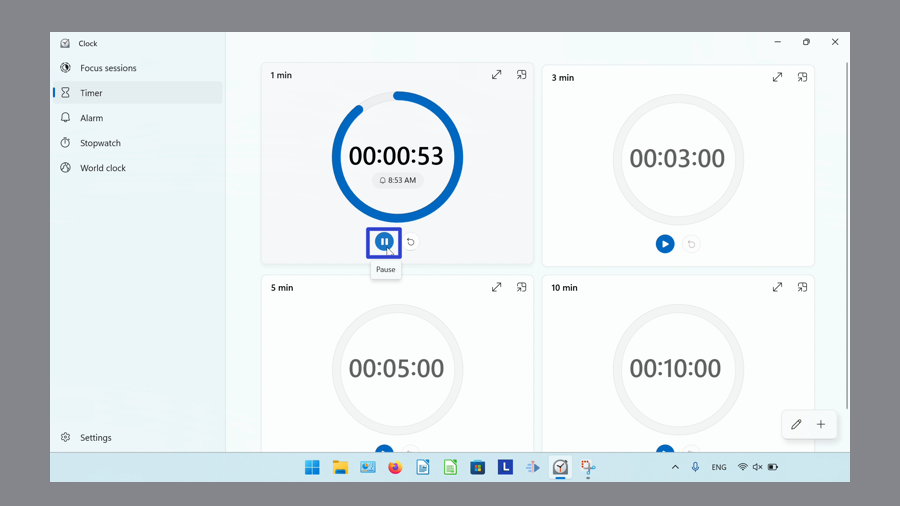 Clock
Focus sessions
Timer
Alarm
Stopwatch
World clock
Settings
1 min
00:00:53
8:53 AM
Pause
3 min
00:03:00
5 min
00:05:00
10 min
00:10:00
L
ENG